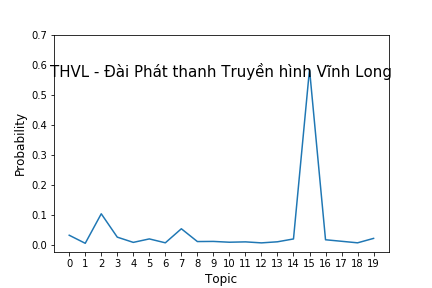 0.7
THVL - Đài Phát thanh Truyền hình Vĩnh Long
0.6
0.5
0.4
0.3
0.2
0.1
0.0
Probability
0 1 2 3 4 5 6 7 8 9 10 11 12 13 14 15 16 17 18 19
Topic